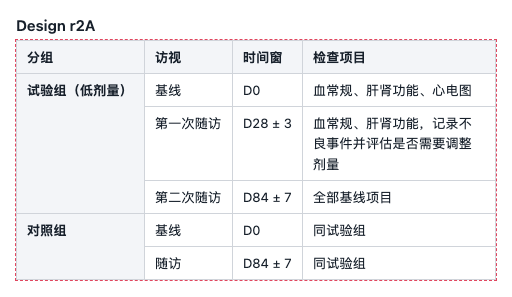 Design r2A
分组 访视 时间窗 检查项目
试验组（低剂量） 基线 D0 血常规、肝肾功能、心电图
第一次随访 D28 ± 3 血常规、肝肾功能，记录不
良事件并评估是否需要调整
剂量
第二次随访 D84 ± 7 全部基线项目
对照组 基线 D0 同试验组
随访 D84 ± 7 同试验组